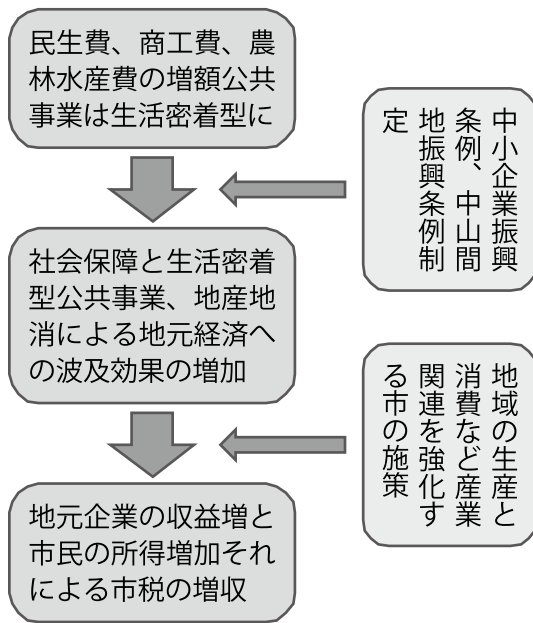 民生費、商工費、農
林水産費の増額公共
事業は生活密着型に
中小企業振興
条例、中山間
地振興条例制
定
社会保障と生活密着
型公共事業、地産地
消による地元経済へ
の波及効果の増加
地域の生産と
消費など産業
関連を強化す
る市の施策
地元企業の収益増と
市民の所得増加それ
による市税の増収